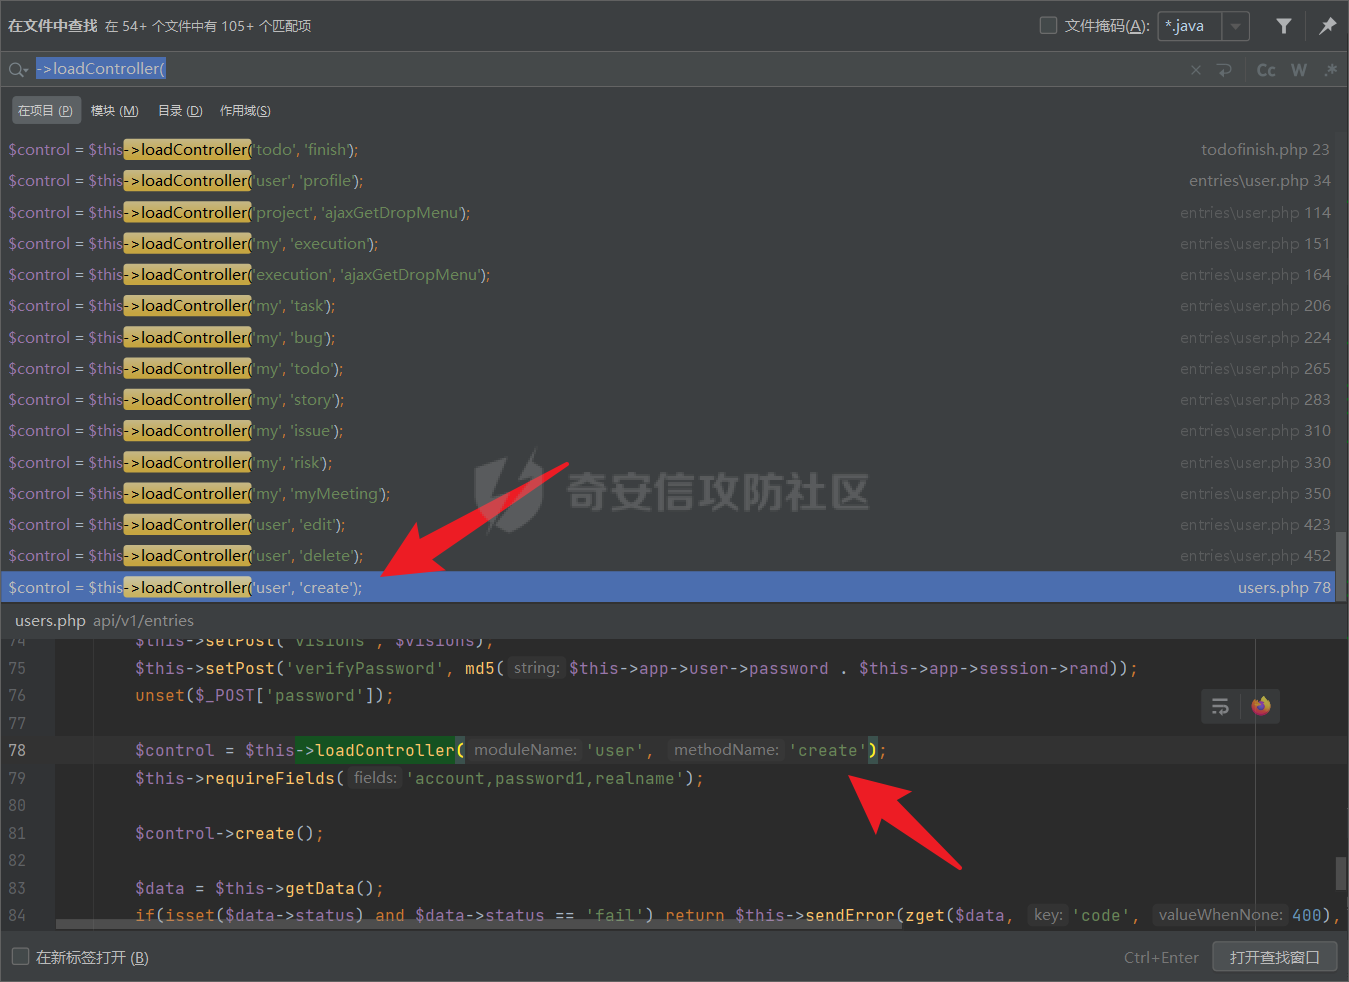 在文件中查找 在 54+ 个文件中有 105+ 个匹配项 文件掩码(A): *.java
->loadController( Cc W .*
在项目 (P) 模块 (M) 目录 (D) 作用域(S)
$control = $this->loadController('todo', 'finish'); todofinish.php 23
$control = $this->loadController('user', 'profile'); entries\user.php 34
$control = $this->loadController('project', 'ajaxGetDropMenu'); entries\user.php 114
$control = $this->loadController('my', 'execution'); entries\user.php 151
$control = $this->loadController('execution', 'ajaxGetDropMenu'); entries\user.php 164
$control = $this->loadController('my', 'task'); entries\user.php 206
$control = $this->loadController('my', 'bug'); entries\user.php 224
$control = $this->loadController('my', 'todo'); entries\user.php 265
$control = $this->loadController('my', 'story'); entries\user.php 283
$control = $this->loadController('my', 'issue'); entries\user.php 310
$control = $this->loadController('my', 'risk'); entries\user.php 330
$control = $this->loadController('my', 'myMeeting'); entries\user.php 350
奇安信攻防社区
$control = $this->loadController('user', 'edit'); entries\user.php 423
$control = $this->loadController('user', 'delete'); entries\user.php 452
$control = $this->loadController('user', 'create'); users.php 78
users.php api/v1/entries
74 $this->setPost('visions', $visions);
75 $this->setPost('verifyPassword', md5( string: $this->app->user->password . $this->app->session->rand));
76 unset($_POST['password']);
77
78 $control = $this->loadController( moduleName: 'user', methodName: 'create');
79 $this->requireFields( fields: 'account,password1,realname');
80
81 $control->create();
82
83 $data = $this->getData();
84 if(isset($data->status) and $data->status == 'fail') return $this->sendError(zget($data, key: 'code', valueWhenNone: 400),
在新标签打开 (B) Ctrl+Enter 打开查找窗口